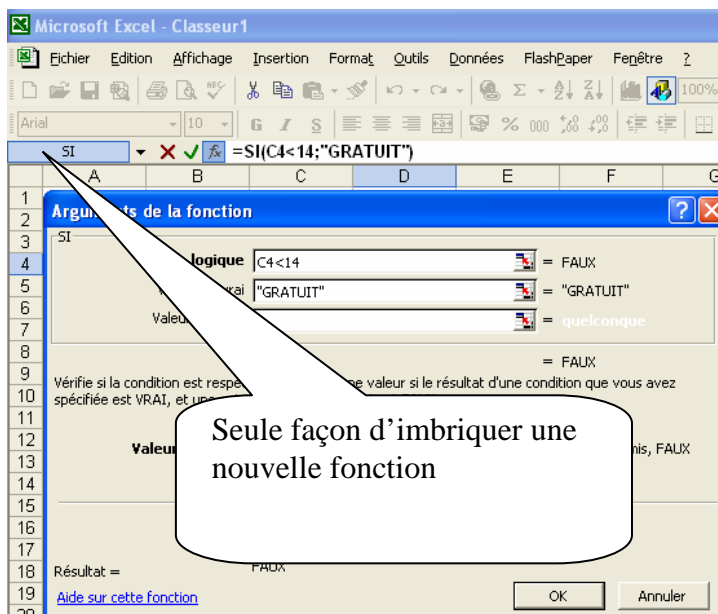 Microsoft Excel - Classeur1
Fichier Edition Affichage Insertion Format Outils Données FlashPaper Fenêtre ?
100%
Arial 10 G I S % 000
SI =SI(C4<14;"GRATUIT")
A B C D E F G
1
2
3
4
5
6
7
8
9
10
11
12
13
14
15
16
17
18
19
20
Arguments de la fonction
SI
logique C4<14 = FAUX
"GRATUIT" = "GRATUIT"
= quelconque
= FAUX
Vérifie si la condition est valeur si le résultat d'une condition que vous avez
spécifiée est VRAI, et
FAUX
Seule façon d'imbriquer une
nouvelle fonction
Résultat = FAUX
Aide sur cette fonction OK Annuler